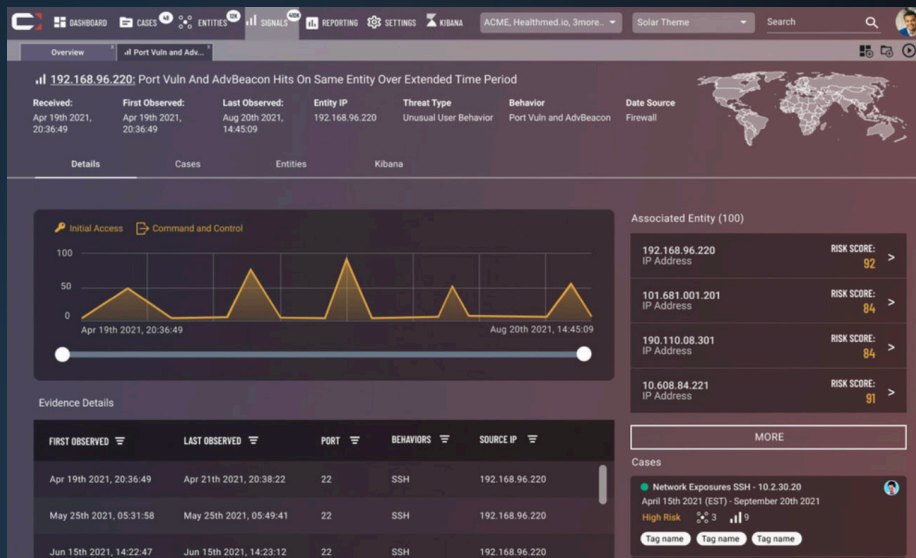 DASHBOARD CASES 48 ENTITIES 12K SIGNALS REPORTING SETTINGS KIBANA ACME, Healthmed.io, 3more.. Solar Theme Search
Overview x Port Vuln and Adv... x
192.168.96.220: Port Vuln And AdvBeacon Hits On Same Entity Over Extended Time Period
Received: First Observed: Last Observed: Entity IP Threat Type Behavior Date Source
Apr 19th 2021, Apr 19th 2021, Aug 20th 2021, 192.168.96.220 Unusual User Behavior Port Vuln and AdvBeacon Firewall
20:36:49 20:36:49 14:45:09
Details Cases Entities Kibana
Initial Access Command and Control
100
50
0
Apr 19th 2021, 20:36:49 Aug 20th 2021, 14:45:09
Evidence Details
FIRST OBSERVED LAST OBSERVED PORT BEHAVIORS SOURCE IP
Apr 19th 2021, 20:36:49 Apr 21th 2021, 20:38:22 22 SSH 192.168.96.220
May 25th 2021, 05:31:58 May 25th 2021, 05:49:41 22 SSH 192.168.96.220
Jun 15th 2021, 14:22:47 Jun 15th 2021, 14:23:12 22 SSH 192.168.96.220
Associated Entity (100)
192.168.96.220 RISK SCORE:
IP Address 92 >
101.681.001.201 RISK SCORE:
IP Address 84 >
190.110.08.301 RISK SCORE:
IP Address 84 >
10.608.84.221 RISK SCORE:
IP Address 91 >
MORE
Cases
Network Exposures SSH - 10.2.30.20
April 15th 2021 (EST) - September 20th 2021
High Risk 3 9
Tag name Tag name Tag name